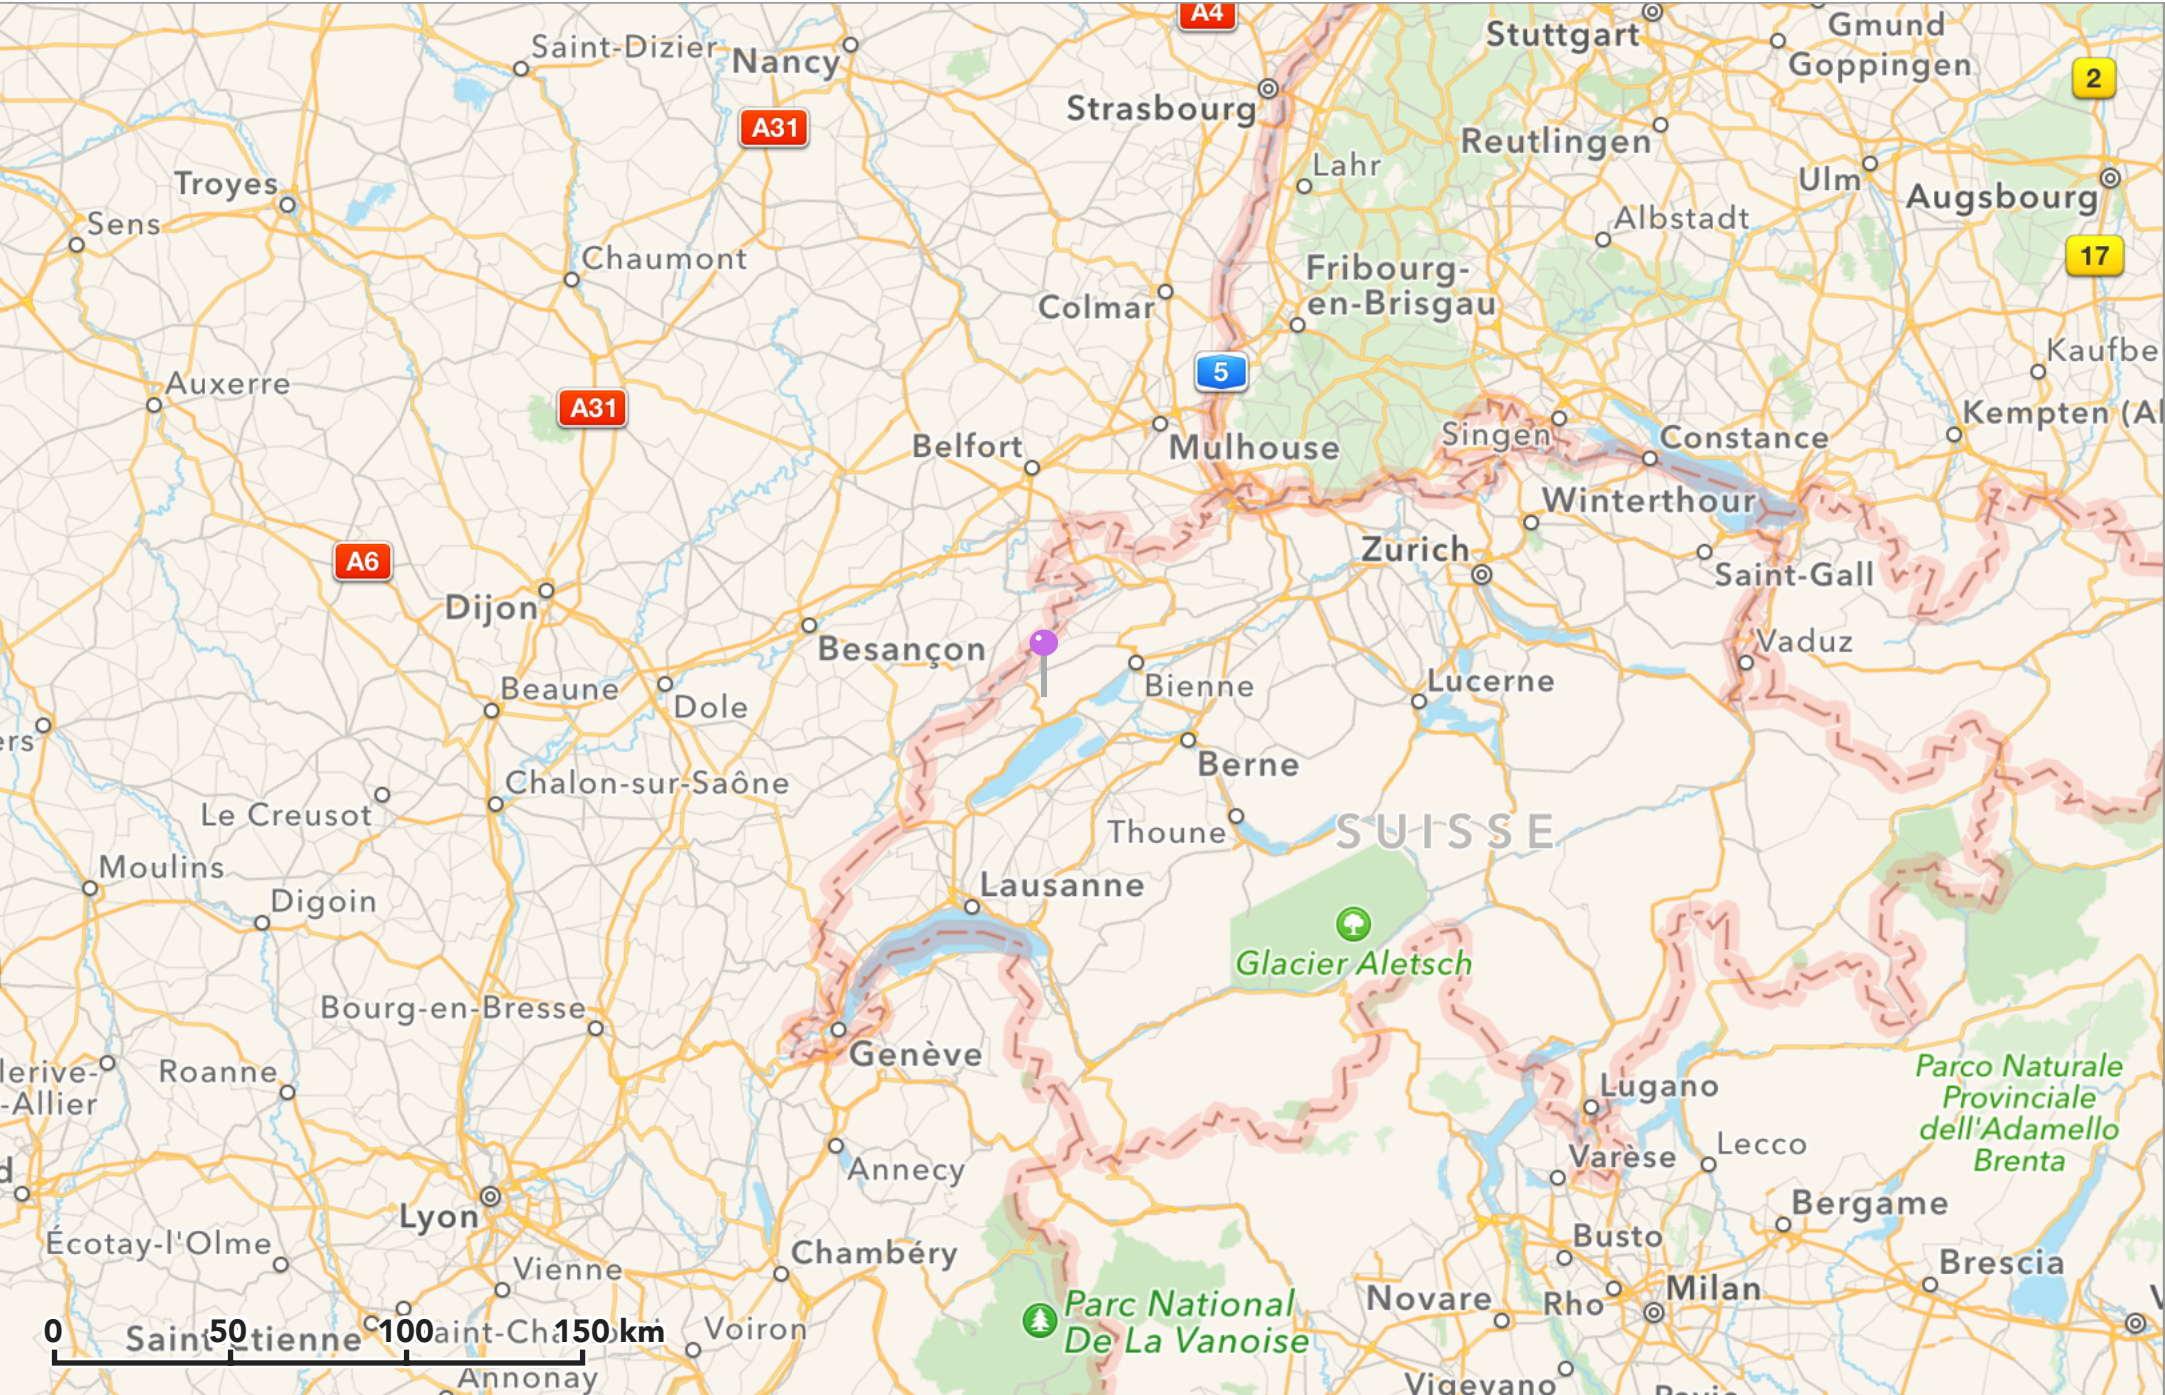 A4
Stuttgart
Gmund
Goppingen
Saint-Dizier
Nancy
2
Strasbourg
A31
Reutlingen
Lahr
Ulm
Augsbourg
Troyes
Sens
Albstadt
17
Chaumont
Fribourg-
en-Brisgau
Colmar
5
Kaufbe
Auxerre
A31
Kempten (Al
Belfort
Mulhouse
Singen
Constance
Winterthour
A6
Zurich
Saint-Gall
Dijon
Besançon
Vaduz
Beaune
Dole
Bienne
Lucerne
ers
Berne
Chalon-sur-Saône
Le Creusot
Thoune
SUISSE
Moulins
Digoin
Lausanne
Glacier Aletsch
Bourg-en-Bresse
Genève
lerive-
-Allier
Roanne
Lugano
Parco Naturale
Provinciale
dell'Adamello
Brenta
Annecy
Varèse
Lecco
d
Lyon
Bergame
Écotay-l'Olme
Vienne
Chambéry
Busto
Brescia
Milan
Novare
Rho
Parc National
De La Vanoise
V
0 50 100 150 km
Voiron
Annonay
Vigevano